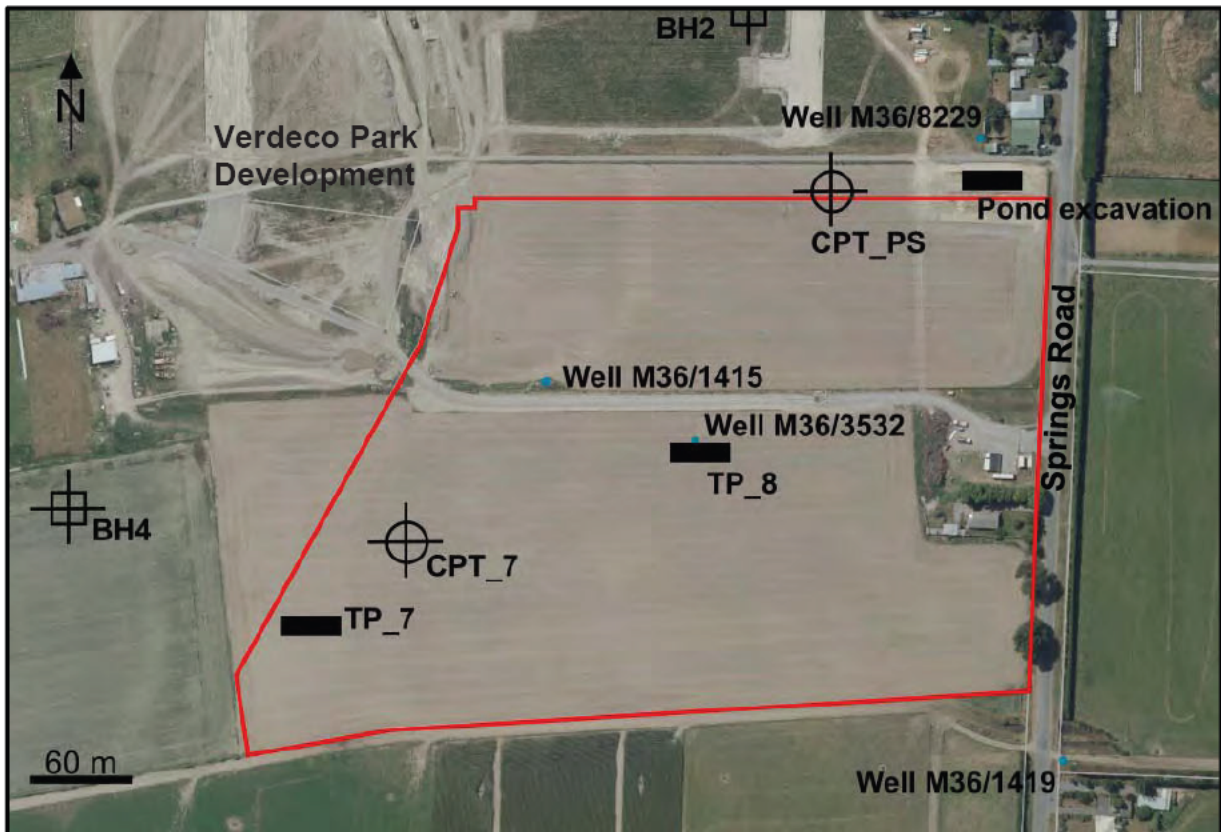 BH2
N
Well M36/8229
Verdeco Park
Development
Pond excavation
CPT_PS
Springs Road
Well M36/1415
Well M36/3532
TP_8
BH4
CPT_7
TP_7
60 m
Well M36/1419